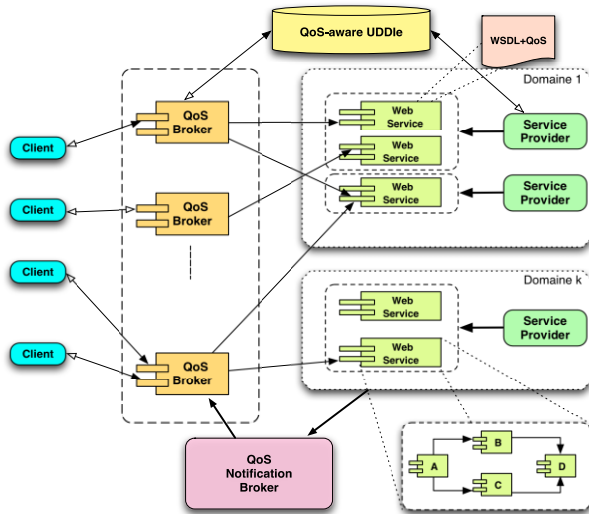 QoS-aware UDDIe
WSDL+QoS
Domaine 1
QoS
Broker
Web
Service
Client
Service
Provider
Web
Service
Client
QoS
Broker
Web
Service
Service
Provider
Domaine k
Client
Web
Service
Service
Provider
Client
QoS
Broker
Web
Service
QoS
Notification
Broker
A
B
C
D